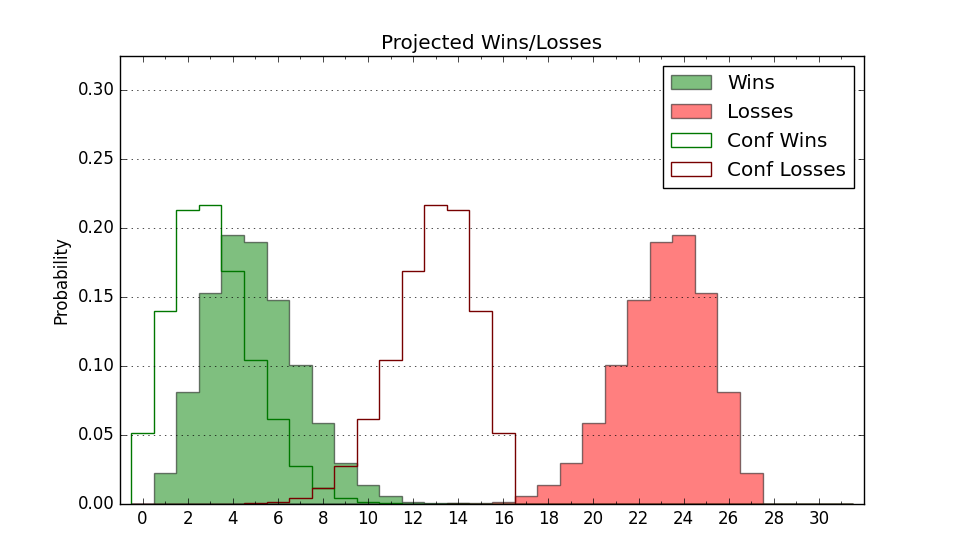 Projected Wins/Losses
Wins
Losses
Conf Wins
Conf Losses
Probability
0.30
0.25
0.20
0.15
0.10
0.05
0.00
0 2 4 6 8 10 12 14 16 18 20 22 24 26 28 30